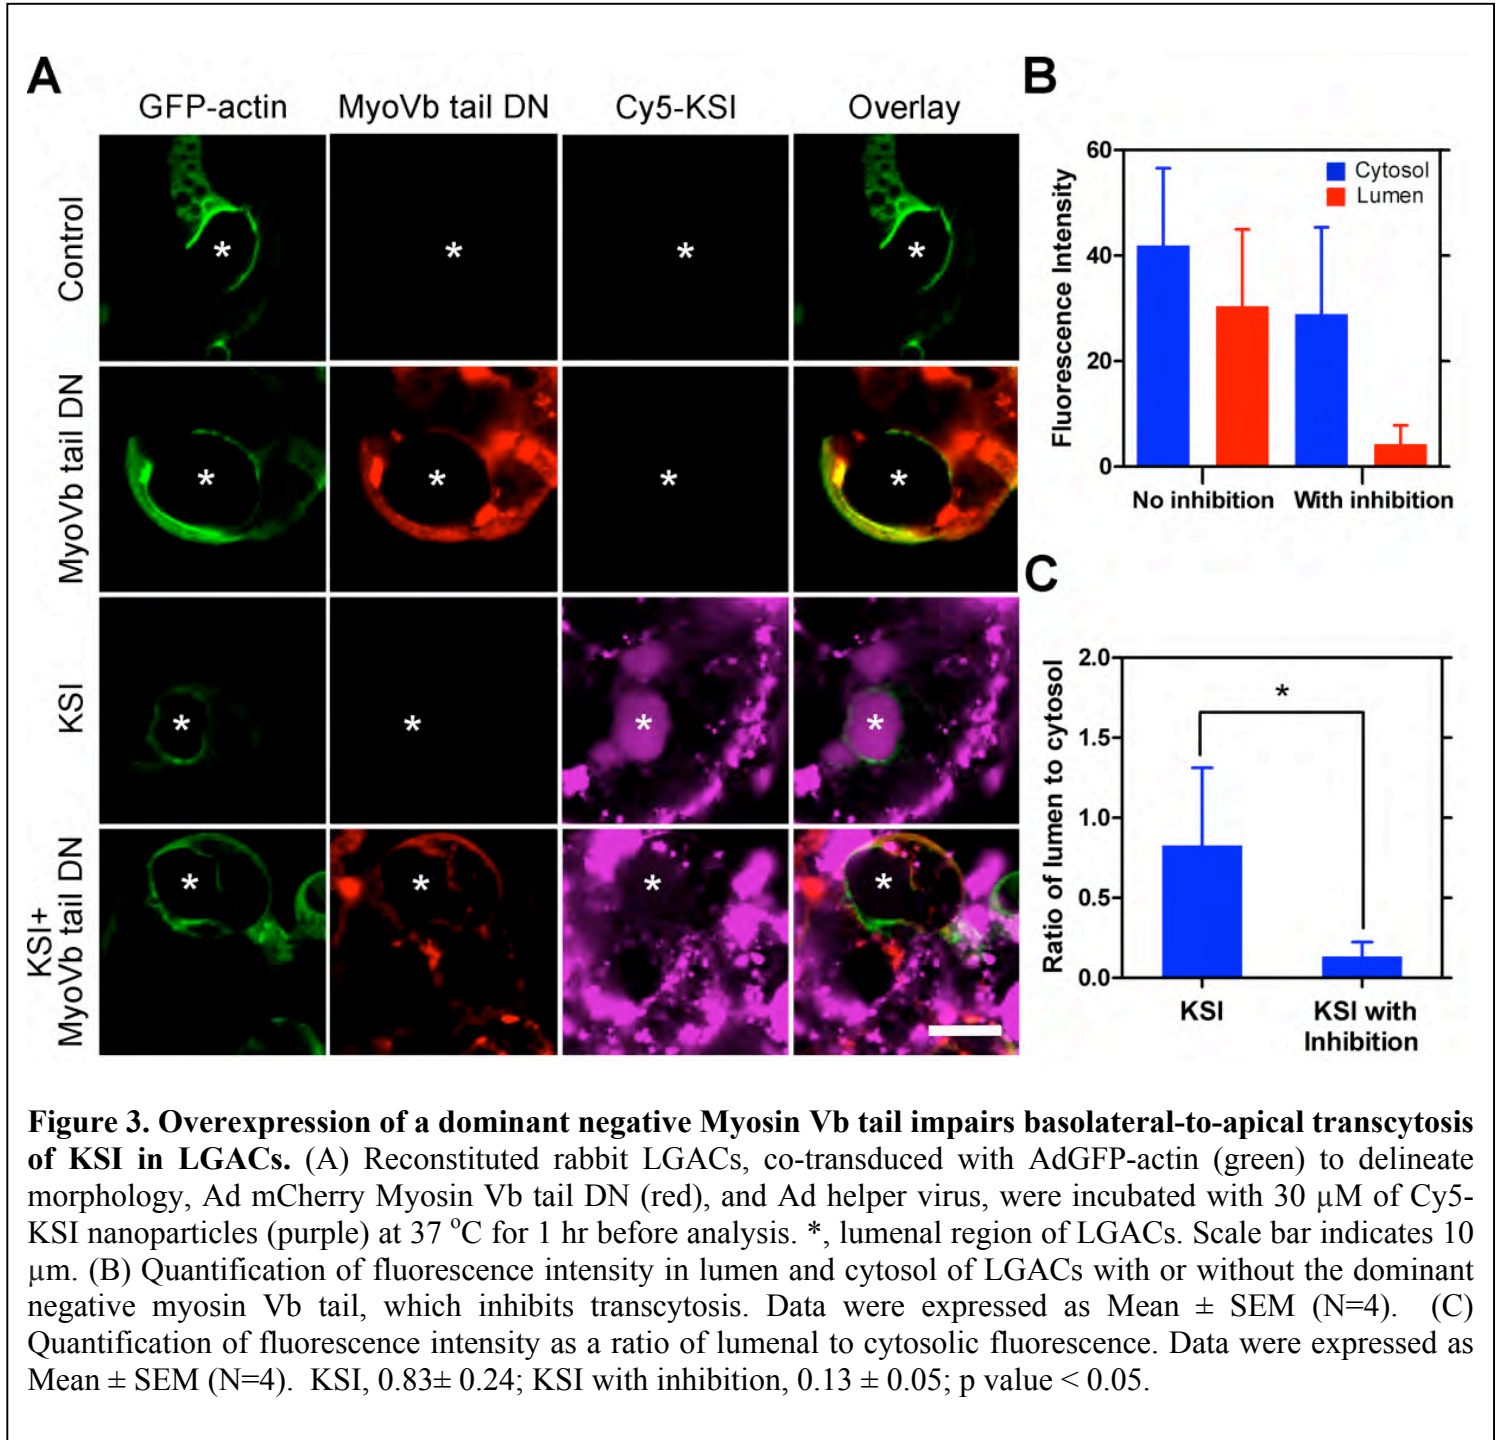 A
GFP-actin MyoVb tail DN Cy5-KSI Overlay
Control
* * * *
MyoVb tail DN
* * * *
KSI
* * * *
KSI+
MyoVb tail DN
* * * *
B
60
40
20
0
Fluorescence Intensity
Cytosol
Lumen
No inhibition With inhibition
C
2.0
1.5
1.0
0.5
0.0
Ratio of lumen to cytosol
*
KSI KSI with
Inhibition
Figure 3. Overexpression of a dominant negative Myosin Vb tail impairs basolateral-to-apical transcytosis
of KSI in LGACs. (A) Reconstituted rabbit LGACs, co-transduced with AdGFP-actin (green) to delineate
morphology, Ad mCherry Myosin Vb tail DN (red), and Ad helper virus, were incubated with 30 µM of Cy5-
KSI nanoparticles (purple) at 37 °C for 1 hr before analysis. *, lumenal region of LGACs. Scale bar indicates 10
µm. (B) Quantification of fluorescence intensity in lumen and cytosol of LGACs with or without the dominant
negative myosin Vb tail, which inhibits transcytosis. Data were expressed as Mean ± SEM (N=4). (C)
Quantification of fluorescence intensity as a ratio of lumenal to cytosolic fluorescence. Data were expressed as
Mean ± SEM (N=4). KSI, 0.83± 0.24; KSI with inhibition, 0.13 ± 0.05; p value < 0.05.